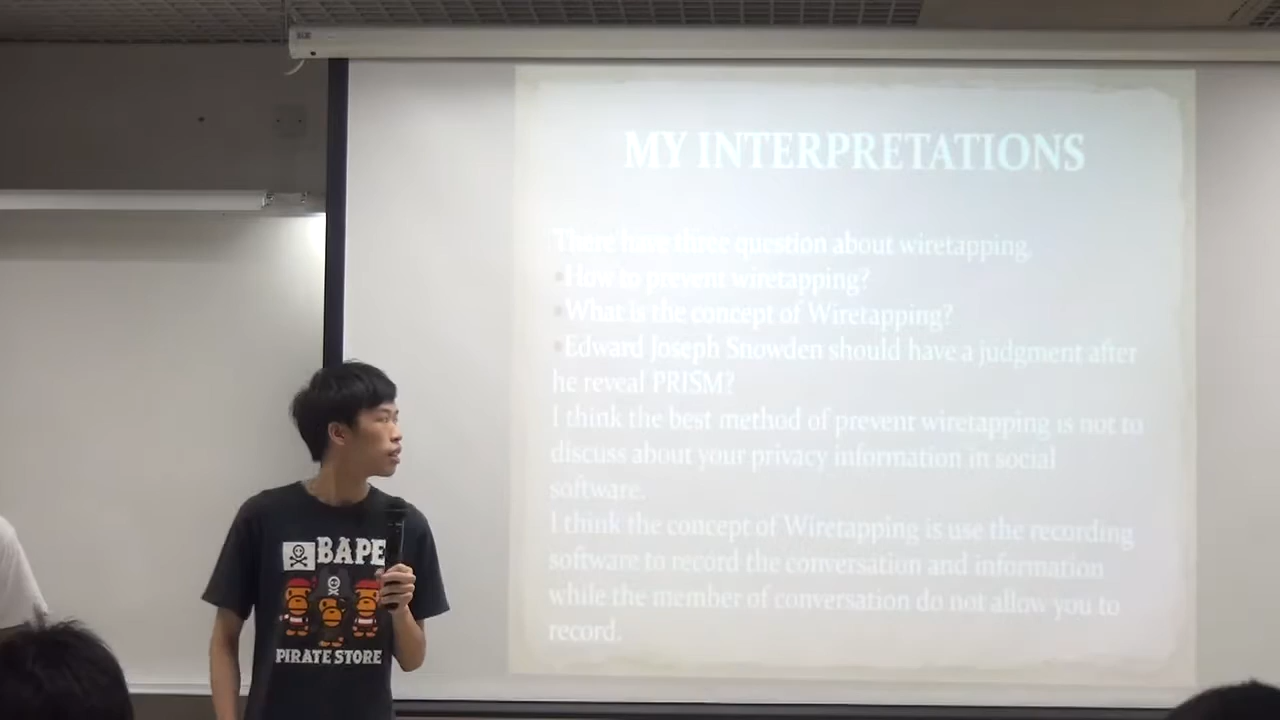 MY INTERPRETATIONS
There have three question about wiretapping.
•How to prevent wiretapping?
•What is the concept of Wiretapping?
•Edward Joseph Snowden should have a judgment after
he reveal PRISM?
I think the best method of prevent wiretapping is not to
discuss about your privacy information in social
software.
I think the concept of Wiretapping is use the recording
software to record the conversation and information
while the member of conversation do not allow you to
record.
BAPE
PIRATE STORE